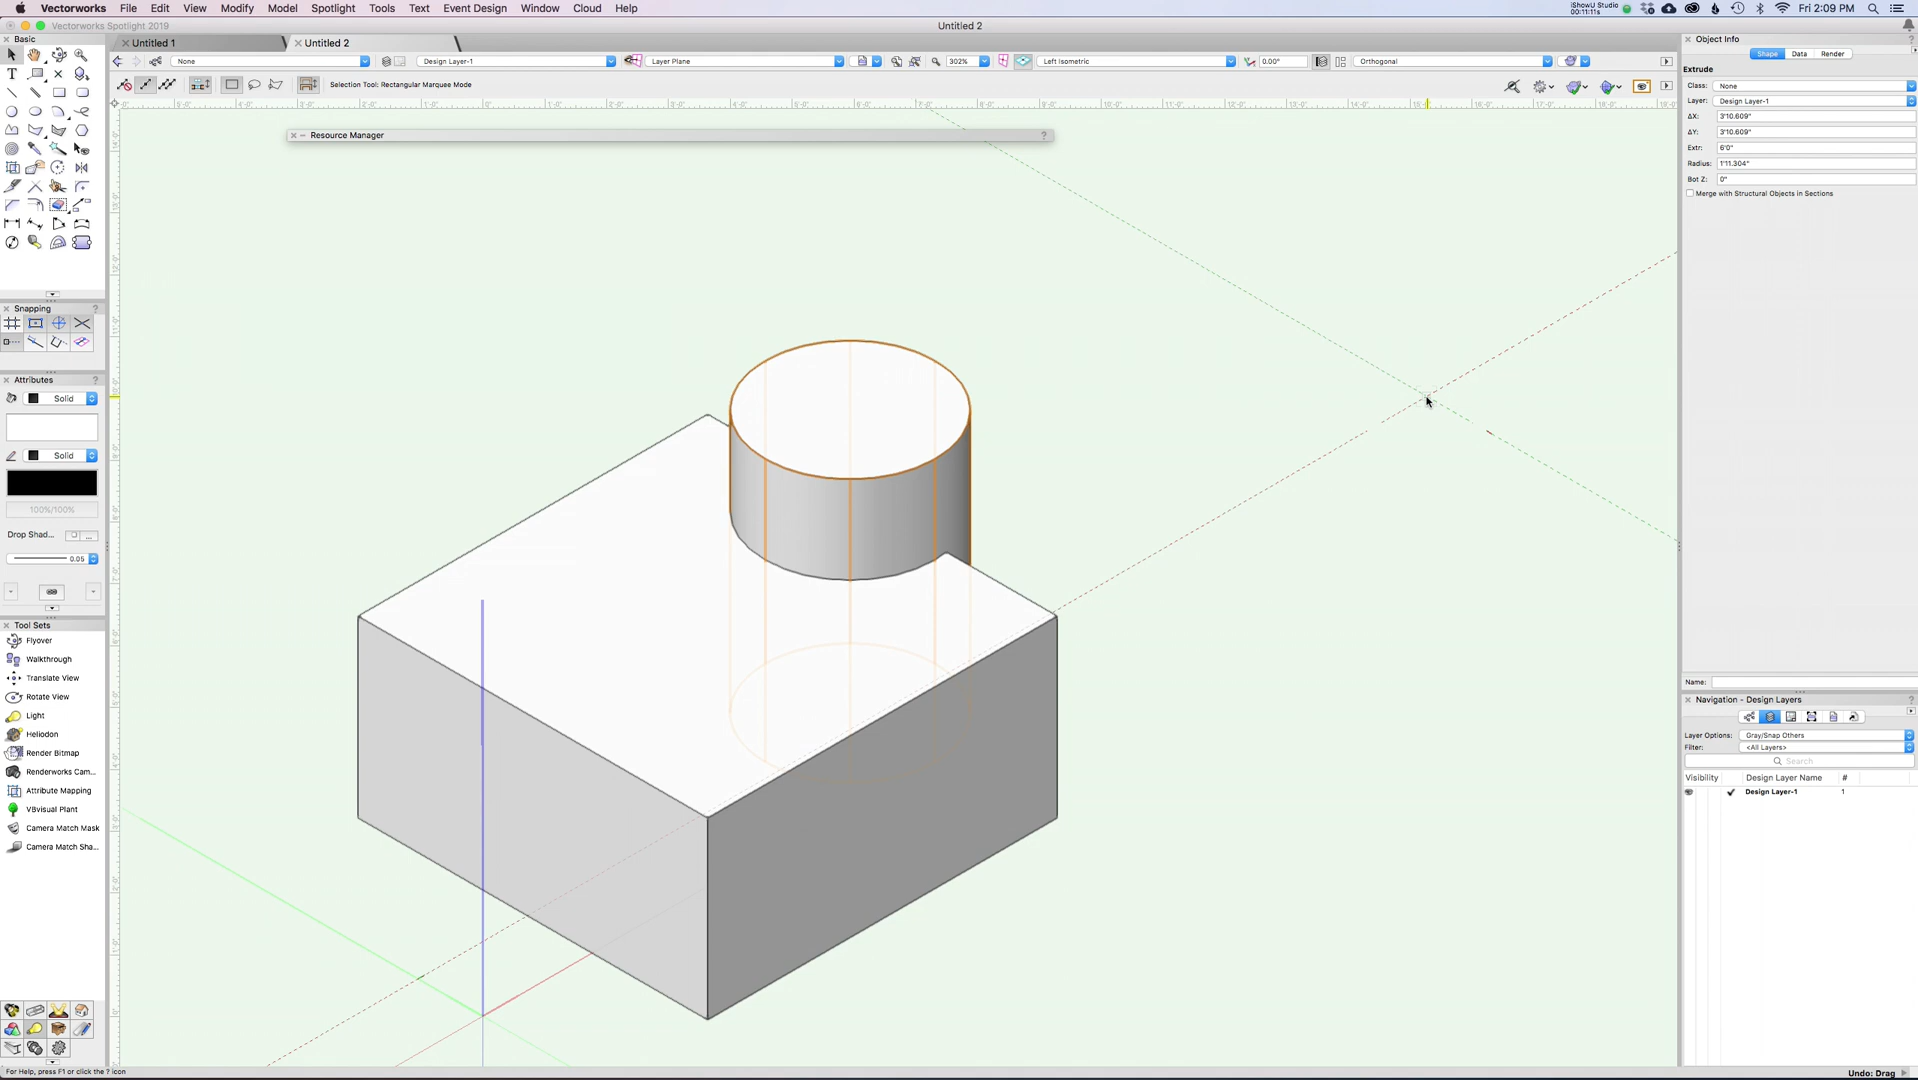 Vectorworks File Edit View Modify Model Spotlight Tools Text Event Design Window Cloud Help
iShowU Studio
00:11:11s
Fri 2:09 PM
Vectorworks Spotlight 2019
Untitled 2
Basic
Untitled 1
Untitled 2
None
Design Layer-1
Layer Plane
302%
Left Isometric
0.00°
Orthogonal
Selection Tool: Rectangular Marquee Mode
Resource Manager
?
Object Info
Shape Data Render
Extrude
Class: None
Layer: Design Layer-1
ΔX: 3'10.609"
ΔY: 3'10.609"
Extr: 6'0"
Radius: 1'11.304"
Bot Z: 0"
Merge with Structural Objects in Sections
Snapping ?
Attributes ?
Solid
Solid
100%/100%
Drop Shad...
0.05
Tool Sets ?
Flyover
Walkthrough
Translate View
Rotate View
Light
Heliodon
Render Bitmap
Renderworks Cam...
Attribute Mapping
VBvisual Plant
Camera Match Mask
Camera Match Sha...
Name:
Navigation - Design Layers ?
Layer Options: Gray/Snap Others
Filter: <All Layers>
Search
Visibility Design Layer Name #
Design Layer-1 1
For Help, press F1 or click the ? icon
Undo: Drag